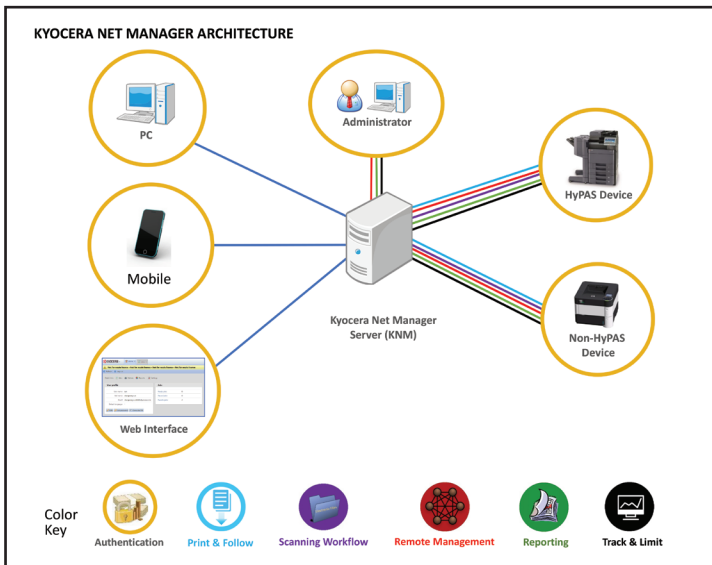 KYOCERA NET MANAGER ARCHITECTURE
PC
Administrator
HyPAS Device
Mobile
Kyocera Net Manager
Server (KNM)
Non-HyPAS
Device
Web Interface
Color
Key
Authentication
Print & Follow
Scanning Workflow
Remote Management
Reporting
Track & Limit